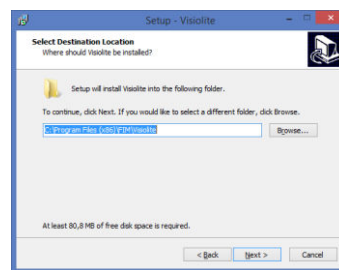 Setup - Visiolite
Select Destination Location
Where should Visiolite be installed?
Setup will install Visiolite into the following folder.
To continue, click Next. If you would like to select a different folder, click Browse.
C:\Program Files (x86)\FIM\Visiolite
Browse...
At least 80,8 MB of free disk space is required.
< Back
Next >
Cancel